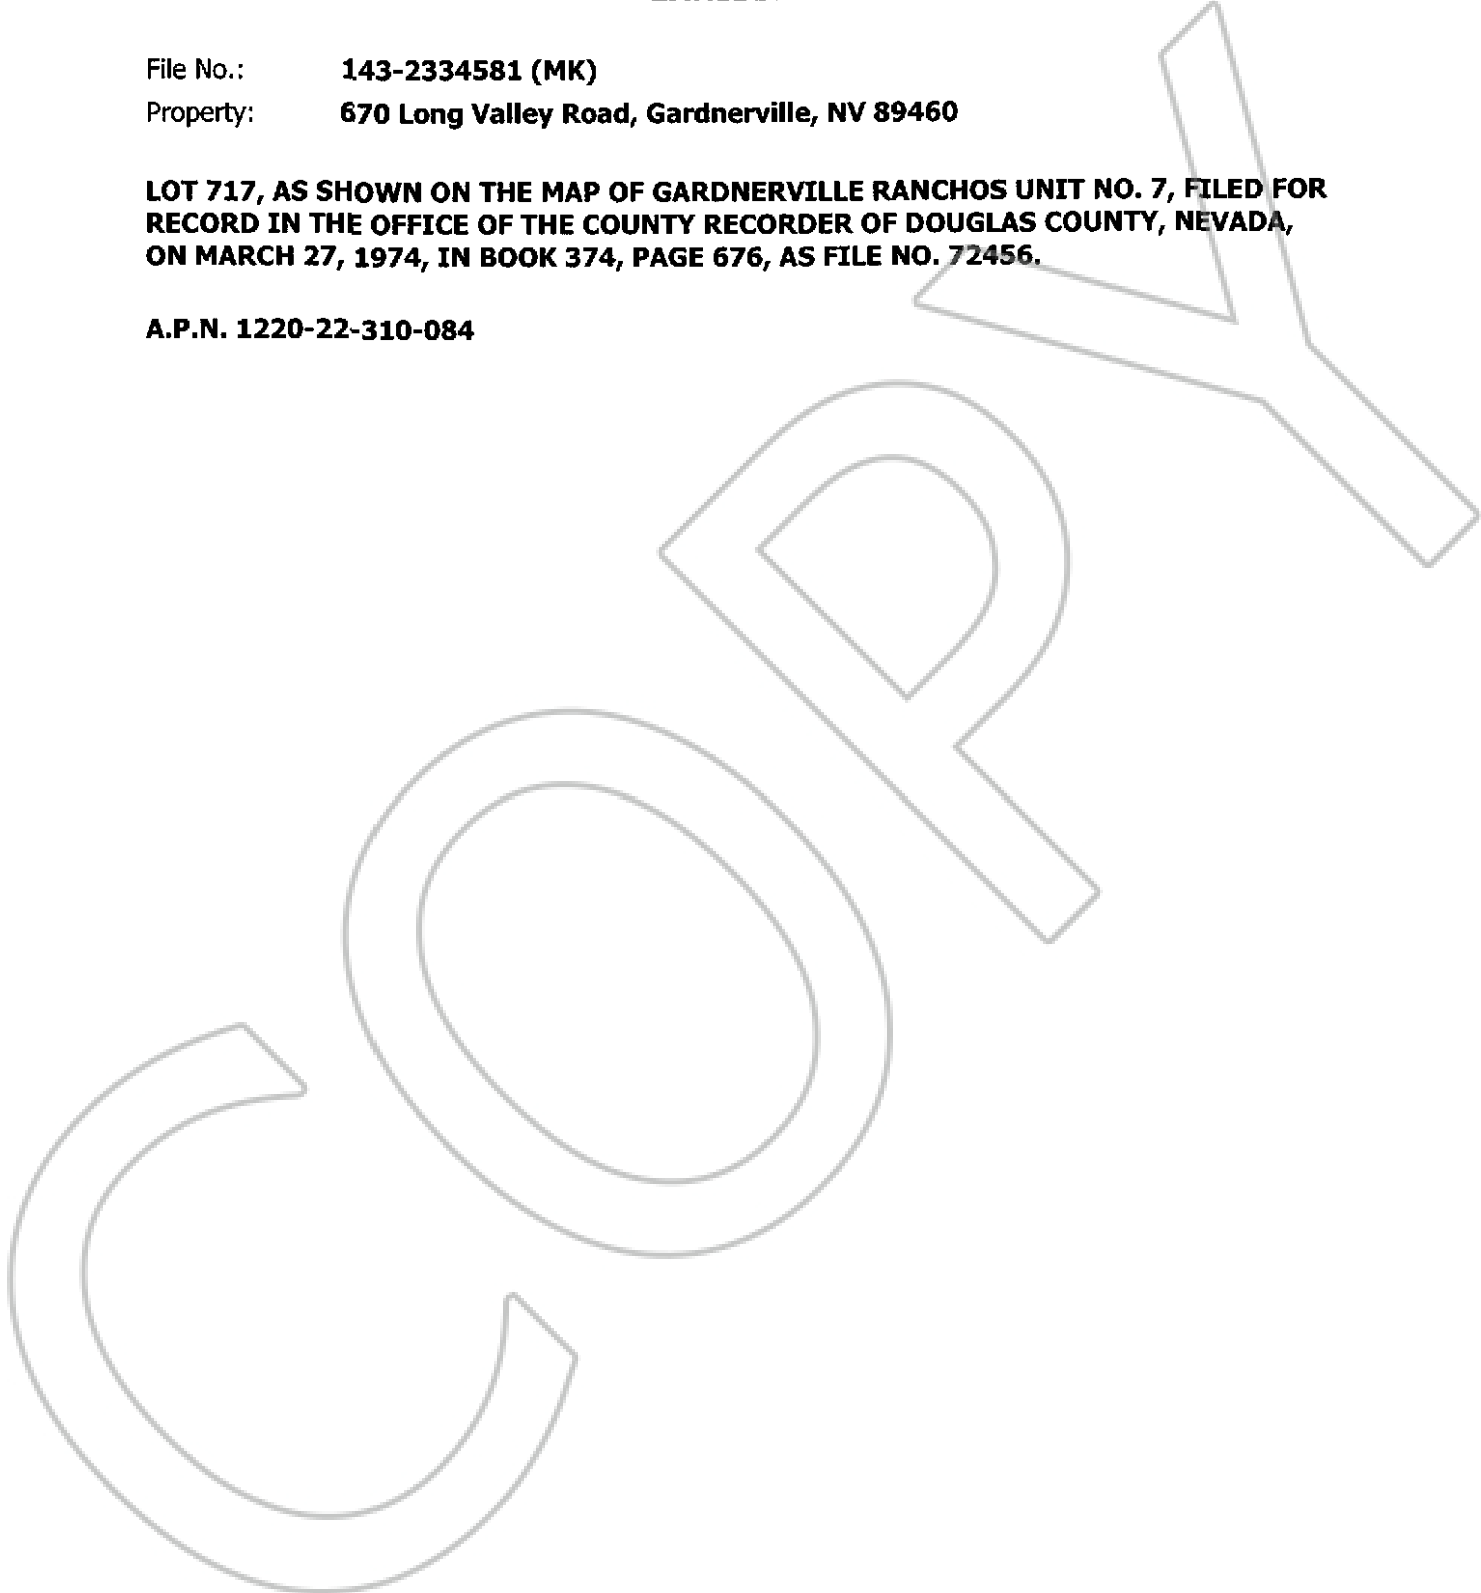 File No.: 143-2334581 (MK)
Property: 670 Long Valley Road, Gardnerville, NV 89460
LOT 717, AS SHOWN ON THE MAP OF GARDNERVILLE RANCHOS UNIT NO. 7, FILED FOR
RECORD IN THE OFFICE OF THE COUNTY RECORDER OF DOUGLAS COUNTY, NEVADA,
ON MARCH 27, 1974, IN BOOK 374, PAGE 676, AS FILE NO. 72456.
A.P.N. 1220-22-310-084
COPY